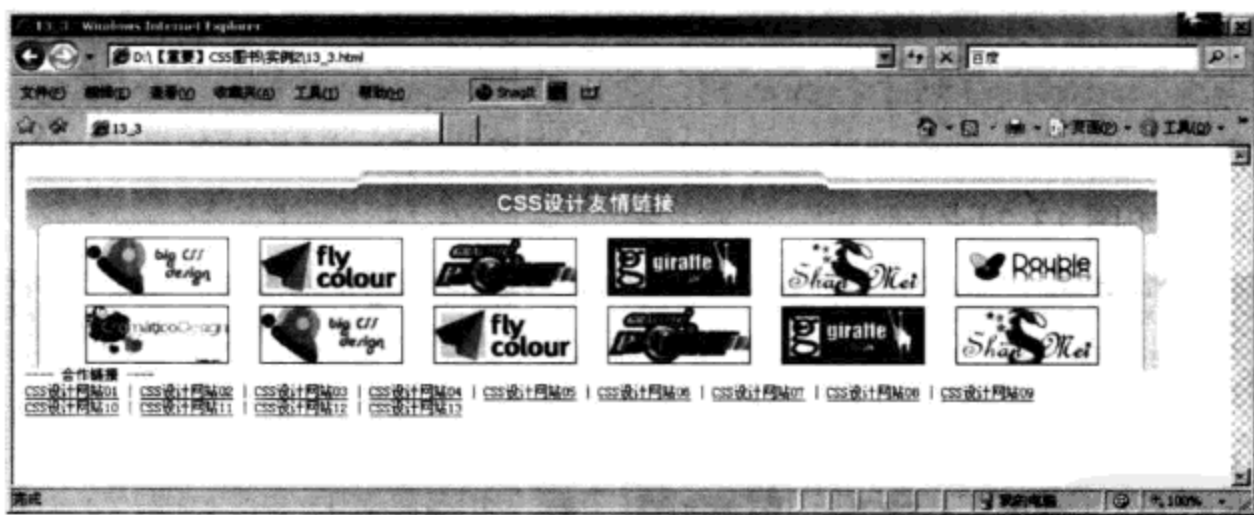 13_3 - Windows Internet Explorer
D:\【重要】CSS图书\实例2\13_3.html
百度
文件(F) 编辑(E) 查看(V) 收藏夹(A) 工具(T) 帮助(H) SnagIt
13_3
页面(P) 工具(O)
CSS设计友情链接
big CSS design
fly colour
giraffe
Shan Mei
Double
big CSS design
fly colour
giraffe
Shan Mei
---- 合作链接 ----
CSS设计网站01 | CSS设计网站02 | CSS设计网站03 | CSS设计网站04 | CSS设计网站05 | CSS设计网站06 | CSS设计网站07 | CSS设计网站08 | CSS设计网站09
CSS设计网站10 | CSS设计网站11 | CSS设计网站12 | CSS设计网站13
完成
我的电脑
100%